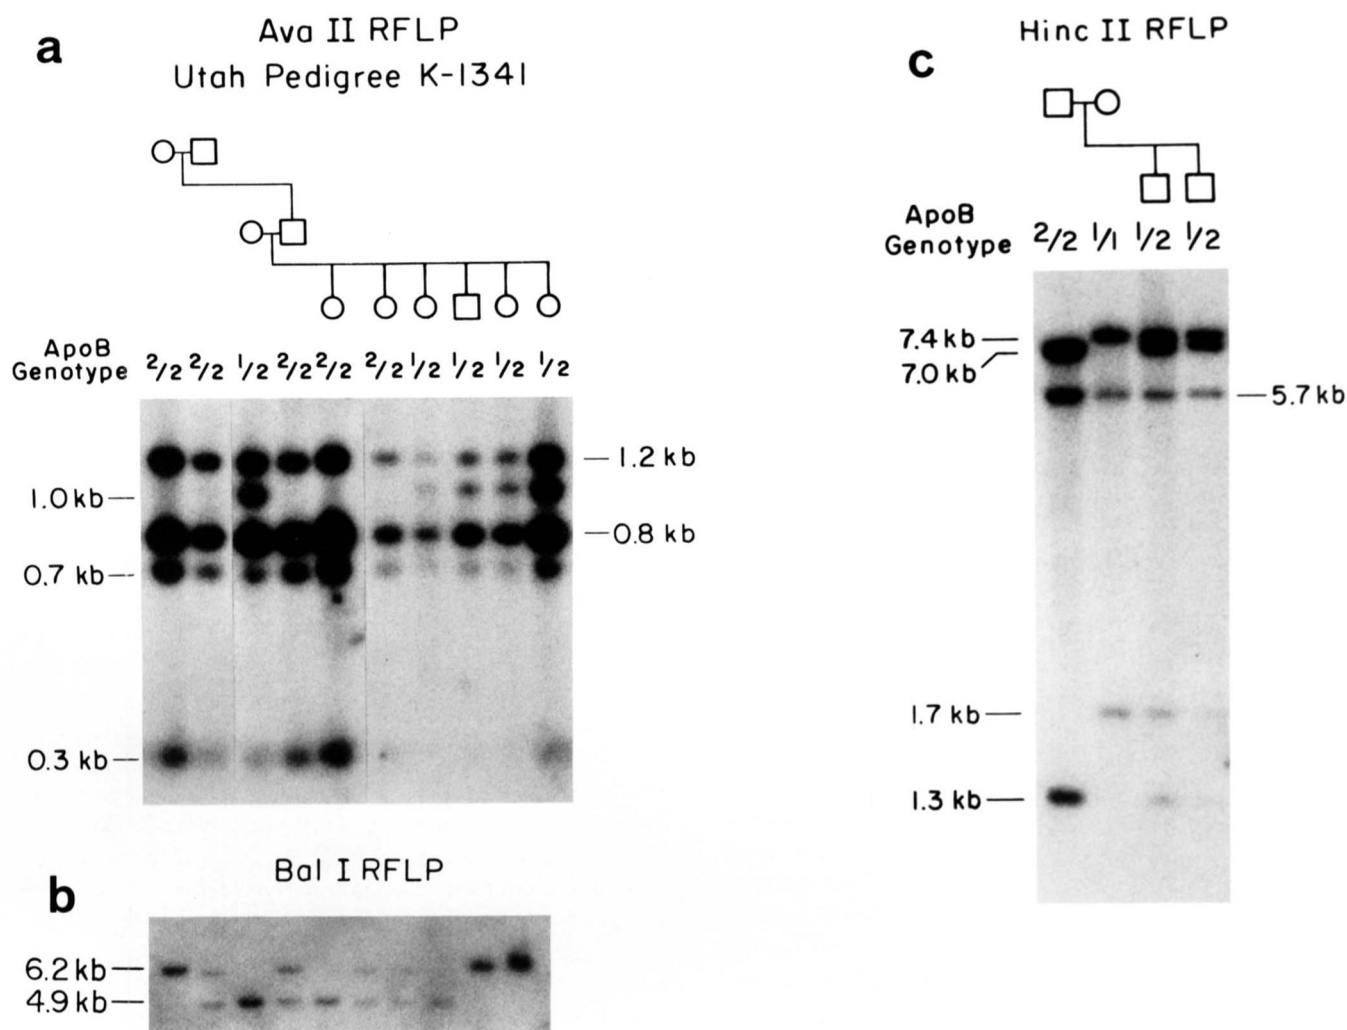 a
Ava II RFLP
Utah Pedigree K-1341
ApoB
Genotype 2/2 2/2 1/2 2/2 2/2 2/2 1/2 1/2 1/2 1/2
1.2 kb
1.0 kb
0.8 kb
0.7 kb
0.3 kb
b
Bal I RFLP
6.2 kb
4.9 kb
c
Hinc II RFLP
ApoB
Genotype 2/2 1/1 1/2 1/2
7.4 kb
7.0 kb
5.7 kb
1.7 kb
1.3 kb